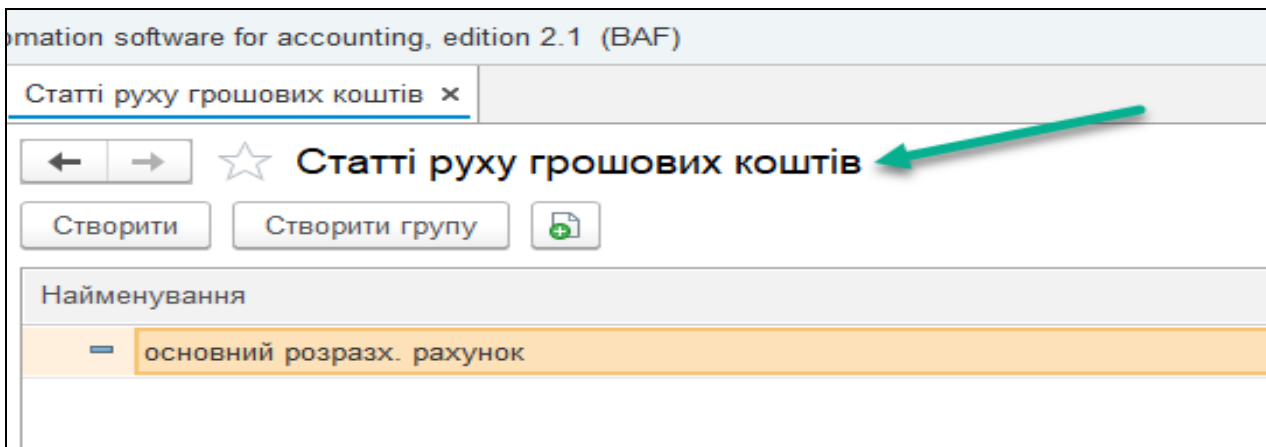 omation software for accounting, edition 2.1 (BAF)
Статті руху грошових коштів ×
Статті руху грошових коштів
Створити Створити групу
Найменування
основний розразх. рахунок